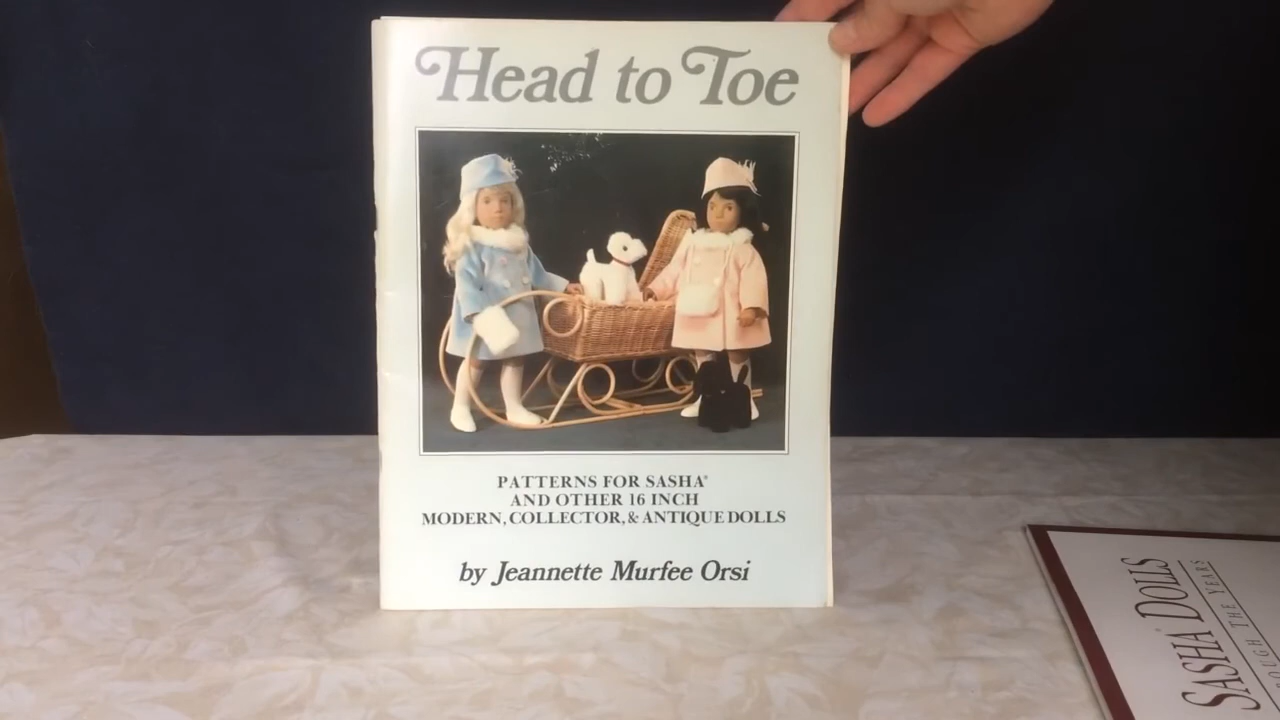 Head to Toe
PATTERNS FOR SASHA®
AND OTHER 16 INCH
MODERN, COLLECTOR, & ANTIQUE DOLLS
by Jeannette Murfee Orsi
SASHA® DOLLS
THE YEARS